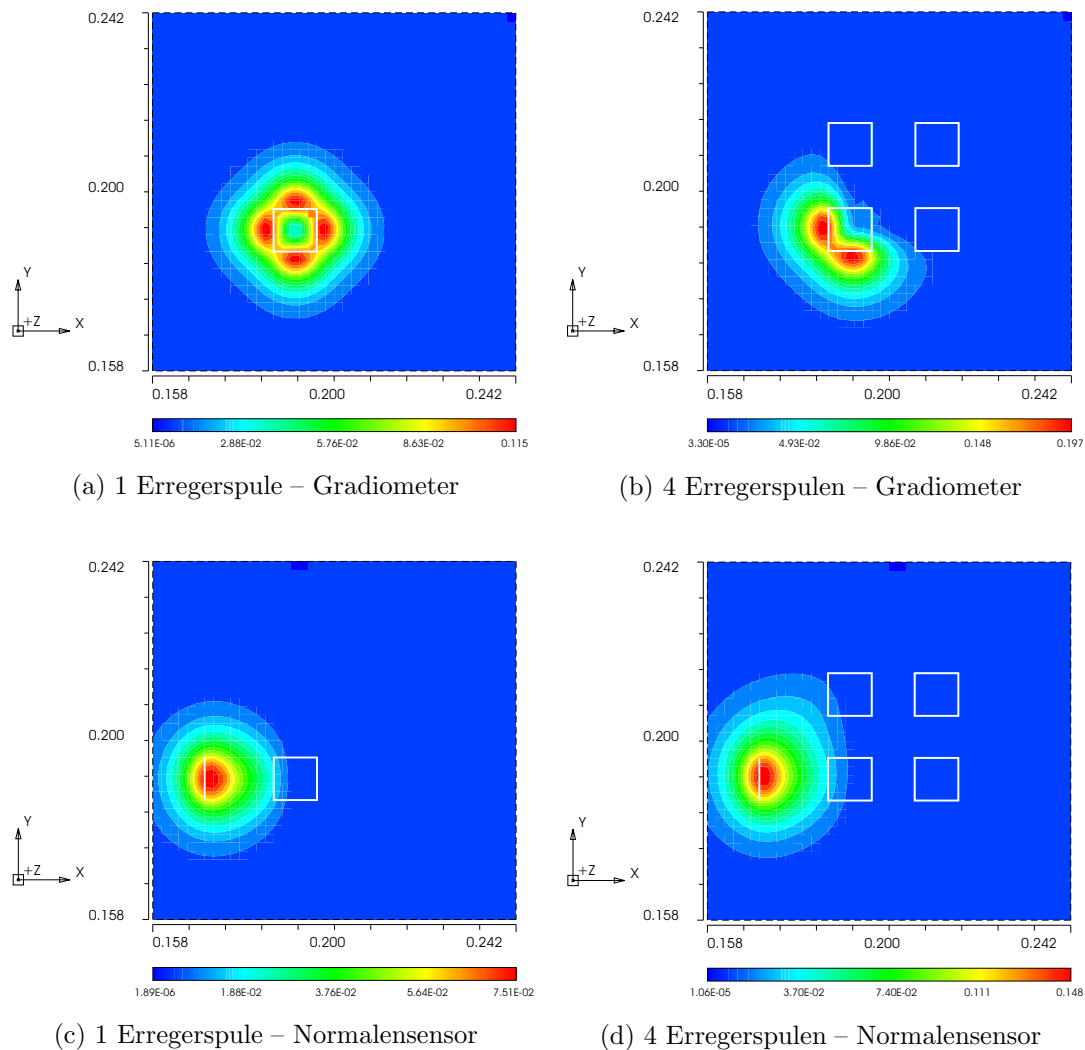 0.242
0.200
0.158
Y
+Z
X
0.158
0.200
0.242
5.11E-06
2.88E-02
5.76E-02
8.63E-02
0.115
(a) 1 Erregerspule – Gradiometer
0.242
0.200
0.158
Y
+Z
X
0.158
0.200
0.242
3.30E-05
4.93E-02
9.86E-02
0.148
0.197
(b) 4 Erregerspulen – Gradiometer
0.242
0.200
0.158
Y
+Z
X
0.158
0.200
0.242
1.89E-06
1.88E-02
3.76E-02
5.64E-02
7.51E-02
(c) 1 Erregerspule – Normalensensor
0.242
0.200
0.158
Y
+Z
X
0.158
0.200
0.242
1.06E-05
3.70E-02
7.40E-02
0.111
0.148
(d) 4 Erregerspulen – Normalensensor